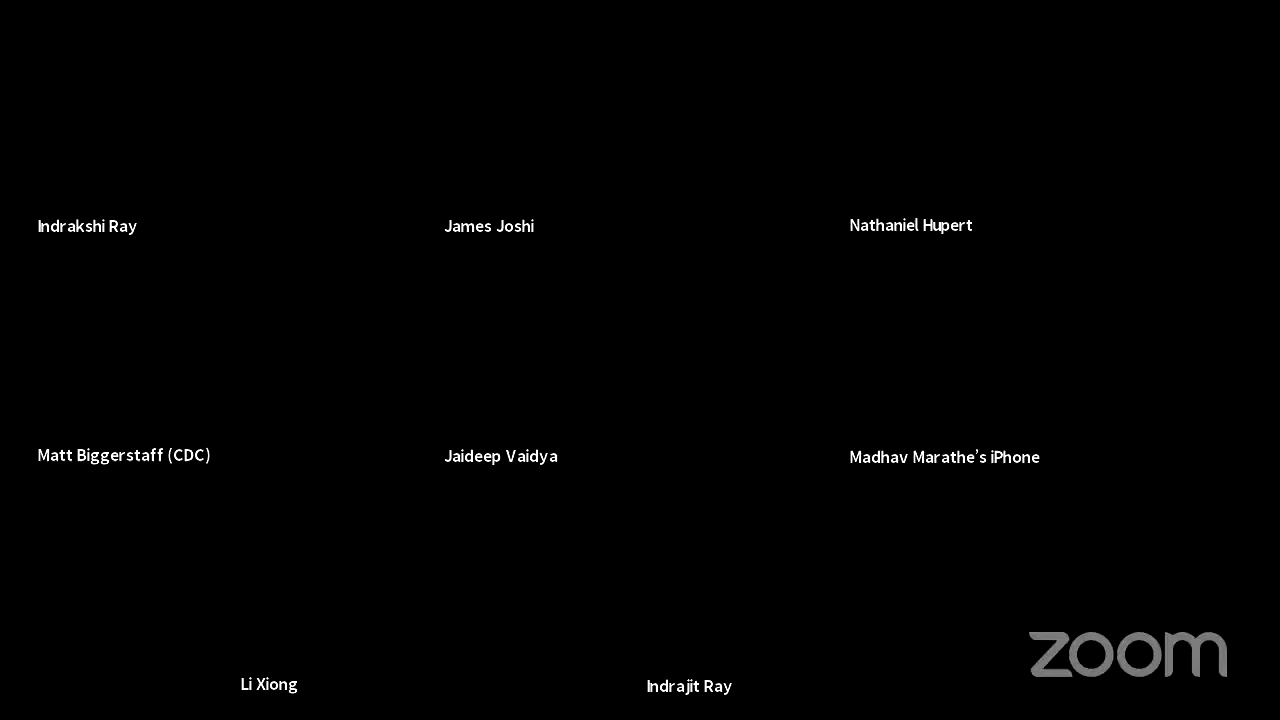 Indrakshi Ray
James Joshi
Nathaniel Hupert
Matt Biggerstaff (CDC)
Jaideep Vaidya
Madhav Marathe’s iPhone
Li Xiong
Indrajit Ray
zoom